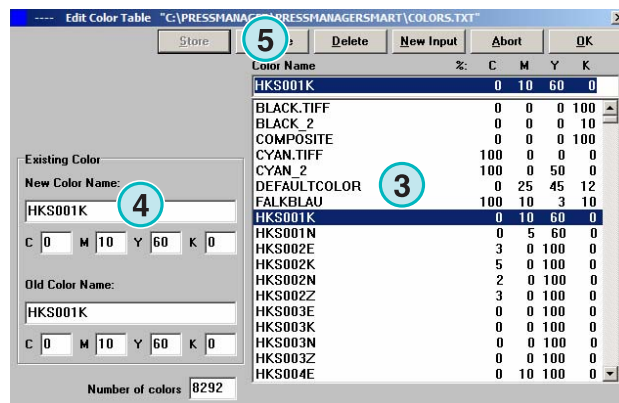 ---- Edit Color Table "C:\PRESSMANAGER\PRESSMANAGERSMART\COLORS.TXT"
Store 5 Delete New Input Abort OK
Color Name %: C M Y K
HKS001K 0 10 60 0
BLACK.TIFF 0 0 0 100
BLACK_2 0 0 0 10
COMPOSITE 0 0 0 100
CYAN.TIFF 100 0 0 0
CYAN_2 100 0 50 0
DEFAULTCOLOR 3 0 25 45 12
FALKBLAU 100 10 3 10
HKS001K 0 10 60 0
HKS001N 0 5 60 0
HKS002E 3 0 100 0
HKS002K 5 0 100 0
HKS002N 2 0 100 0
HKS002Z 3 0 100 0
HKS003E 0 0 100 0
HKS003K 0 0 100 0
HKS003N 0 0 100 0
HKS003Z 0 0 100 0
HKS004E 0 10 100 0
Existing Color
New Color Name:
HKS001K 4
C 0 M 10 Y 60 K 0
Old Color Name:
HKS001K
C 0 M 10 Y 60 K 0
Number of colors 8292